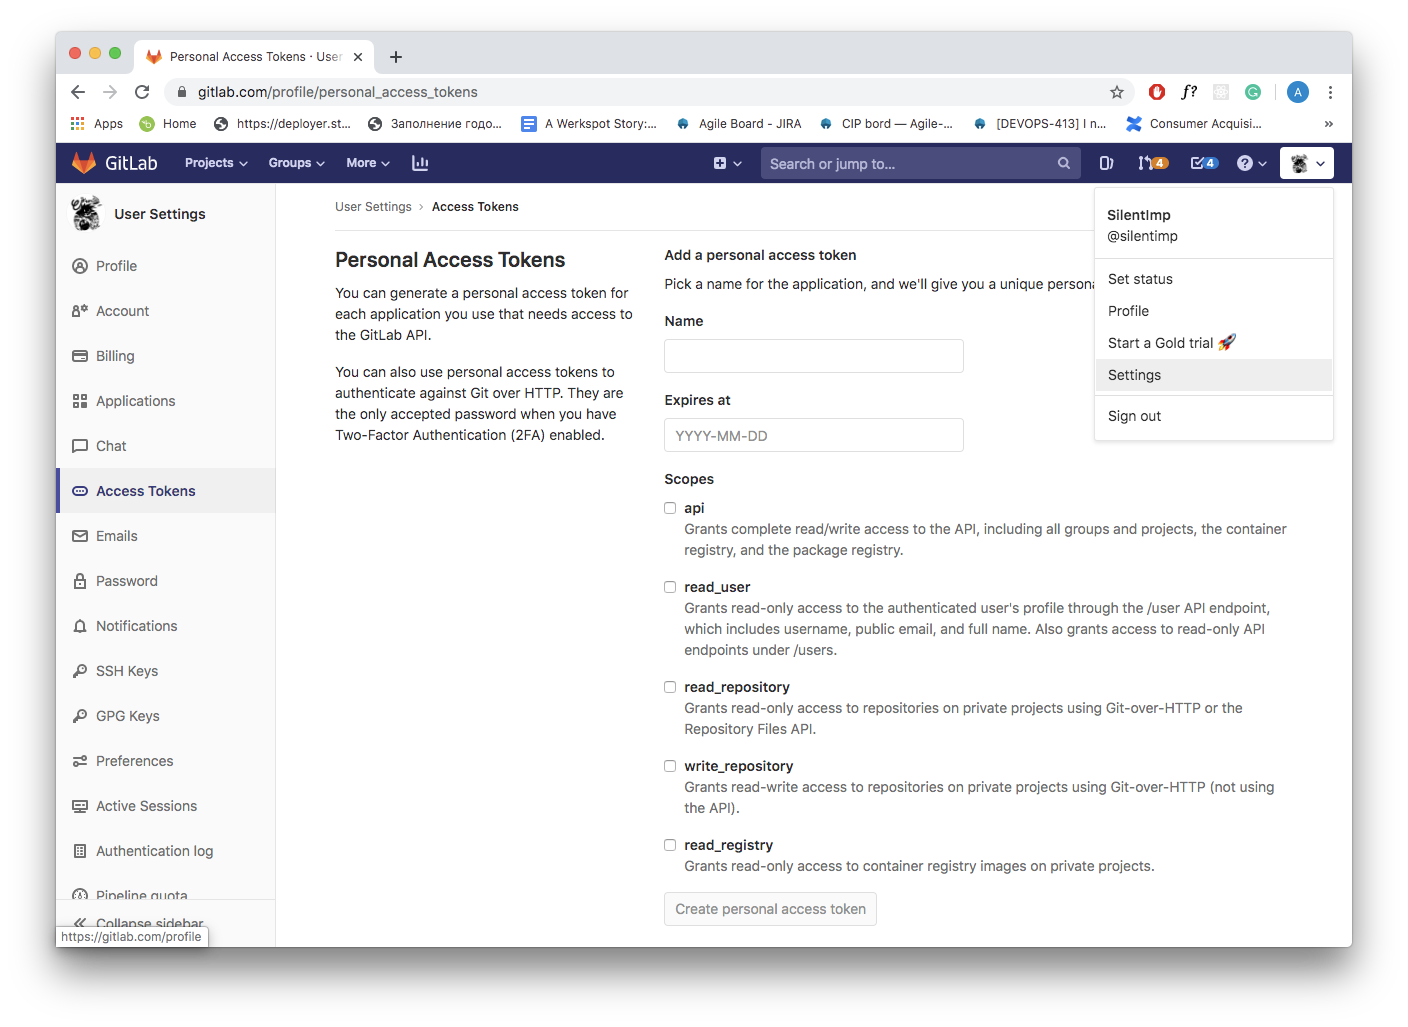 Personal Access Tokens · User
gitlab.com/profile/personal_access_tokens
A
Apps
Home
https://deployer.st...
Заполнение годо...
A Werkspot Story:...
Agile Board - JIRA
CIP bord — Agile-...
[DEVOPS-413] I n...
Consumer Acquisi...
»
GitLab
Projects
Groups
More
Search or jump to...
4
4
User Settings
Profile
Account
Billing
Applications
Chat
Access Tokens
Emails
Password
Notifications
SSH Keys
GPG Keys
Preferences
Active Sessions
Authentication log
Pipeline quota
Collapse sidebar
https://gitlab.com/profile
User Settings › Access Tokens
Personal Access Tokens
You can generate a personal access token for
each application you use that needs access to
the GitLab API.
You can also use personal access tokens to
authenticate against Git over HTTP. They are
the only accepted password when you have
Two-Factor Authentication (2FA) enabled.
Add a personal access token
Pick a name for the application, and we'll give you a unique persona
Name
Expires at
YYYY-MM-DD
Scopes
api
Grants complete read/write access to the API, including all groups and projects, the container
registry, and the package registry.
read_user
Grants read-only access to the authenticated user's profile through the /user API endpoint,
which includes username, public email, and full name. Also grants access to read-only API
endpoints under /users.
read_repository
Grants read-only access to repositories on private projects using Git-over-HTTP or the
Repository Files API.
write_repository
Grants read-write access to repositories on private projects using Git-over-HTTP (not using
the API).
read_registry
Grants read-only access to container registry images on private projects.
Create personal access token
SilentImp
@silentimp
Set status
Profile
Start a Gold trial 🚀
Settings
Sign out